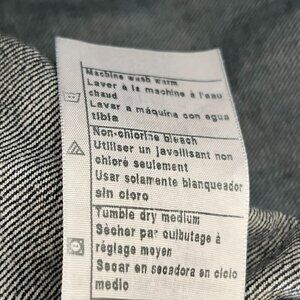 Machine wash warm
Laver à la machine à l'eau
chaud
Lavar a máquina con agua
tibia
Non-chlorine bleach
Utiliser un javellisant non
chloré seulement
Usar solamente blanqueador
sin cloro
Tumble dry medium
Sécher par culbutage à
réglage moyen
Secar en secadora en ciclo
medio